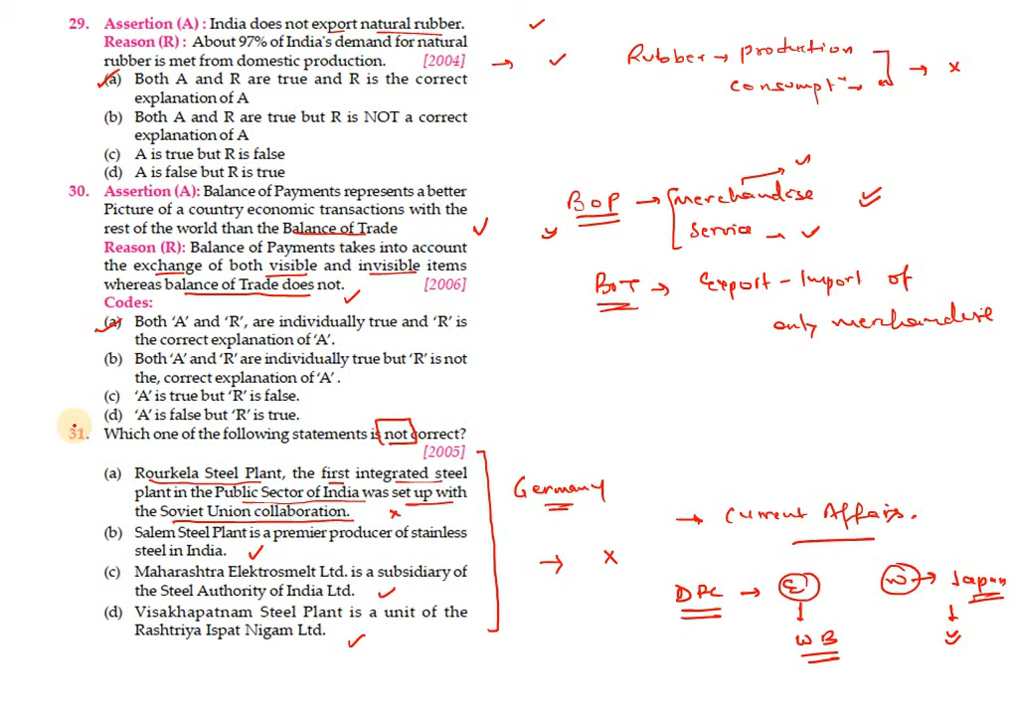 29. Assertion (A) : India does not export natural rubber.
Reason (R) : About 97% of India's demand for natural
rubber is met from domestic production. [2004]
(a) Both A and R are true and R is the correct
explanation of A
(b) Both A and R are true but R is NOT a correct
explanation of A
(c) A is true but R is false
(d) A is false but R is true
Rubber → production
consumptn →
30. Assertion (A): Balance of Payments represents a better
Picture of a country economic transactions with the
rest of the world than the Balance of Trade
Reason (R): Balance of Payments takes into account
the exchange of both visible and invisible items
whereas balance of Trade does not. [2006]
Codes:
(a) Both 'A' and 'R', are individually true and 'R' is
the correct explanation of 'A'.
(b) Both 'A' and 'R' are individually true but 'R' is not
the, correct explanation of 'A'.
(c) 'A' is true but 'R' is false.
(d) 'A' is false but 'R' is true.
BOP → merchandise
Service →
BOT → Export - Import of
only merchandise
31. Which one of the following statements is not correct?
[2005]
(a) Rourkela Steel Plant, the first integrated steel
plant in the Public Sector of India was set up with
the Soviet Union collaboration.
(b) Salem Steel Plant is a premier producer of stainless
steel in India.
(c) Maharashtra Elektrosmelt Ltd. is a subsidiary of
the Steel Authority of India Ltd.
(d) Visakhapatnam Steel Plant is a unit of the
Rashtriya Ispat Nigam Ltd.
Germany
→ Current Affairs.
DFC → E
W → Japan
WB